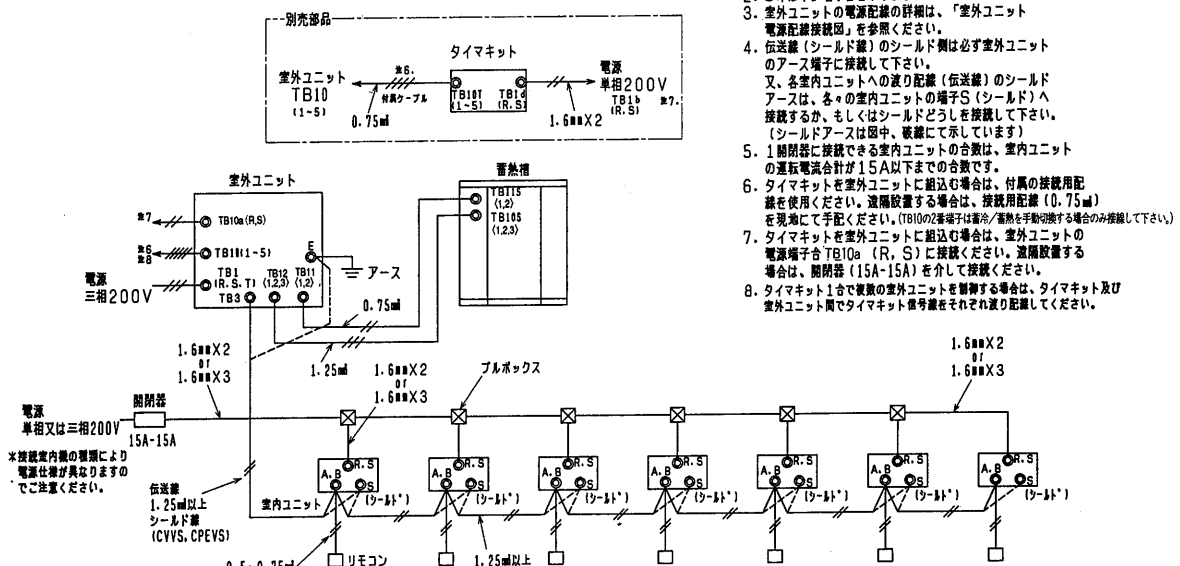 別売部品
タイマキット
室外ユニット
TB10
(1~5)
※6.
付属ケーブル
0.75㎟
TB10T
(1~5)
TB1d
(R,S)
1.6mmX2
電源
単相200V
TB1b
(R,S)
※7.
3. 室外ユニットの電源配線の詳細は、「室外ユニット
電源配線接続図」を参照ください。
4. 伝送線(シールド線)のシールド側は必ず室外ユニット
のアース端子に接続して下さい。
又、各室内ユニットへの渡り配線(伝送線)のシールド
アースは、各々の室内ユニットの端子S(シールド)へ
接続するか、もしくはシールドどうしを接続して下さい。
(シールドアースは図中、破線にて示しています)
5. 1開閉器に接続できる室内ユニットの台数は、室内ユニット
の運転電流合計が15A以下までの台数です。
6. タイマキットを室外ユニットに組込む場合は、付属の接続用配
線を使用ください。遠隔設置する場合は、接続用配線(0.75㎟)
を現地にて手配ください。(TB10の2番端子は蓄冷/蓄熱を手動切換する場合のみ接続して下さい。)
7. タイマキットを室外ユニットに組込む場合は、室外ユニットの
電源端子台TB10a (R, S)に接続ください。遠隔設置する
場合は、開閉器(15A-15A)を介して接続ください。
8. タイマキット1台で複数の室外ユニットを制御する場合は、タイマキット及び
室外ユニット間でタイマキット信号線をそれぞれ渡り配線してください。
室外ユニット
※7
TB10a(R,S)
※6
※8
TB10(1~5)
電源
三相200V
TB1
(R.S.T)
TB3
TB12
(1,2,3)
TB11
(1,2)
E
アース
蓄熱槽
TB11S
(1,2)
TB10S
(1,2,3)
0.75㎟
1.25㎟
1.6mmX2
or
1.6mmX3
1.6mmX2
or
1.6mmX3
プルボックス
1.6mmX2
or
1.6mmX3
電源
単相又は三相200V
開閉器
15A-15A
*接続室内機の種類により
電源仕様が異なりますの
でご注意ください。
伝送線
1.25㎟以上
シールド線
(CVVS,CPEVS)
室内ユニット
A.B
R.S
S
(シールド)
A.B
R.S
S
(シールド)
A.B
R.S
S
(シールド)
A.B
R.S
S
(シールド)
A.B
R.S
S
(シールド)
A.B
R.S
S
(シールド)
A.B
R.S
S
(シールド)
リモコン
1.25㎟以上